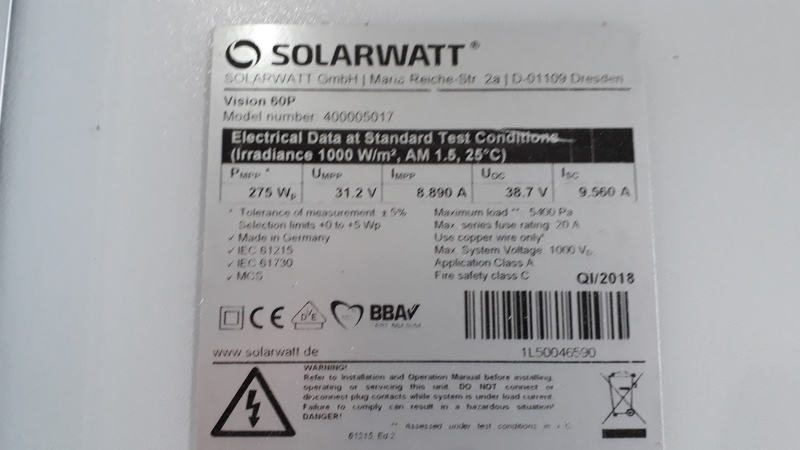 SOLARWATT®
SOLARWATT GmbH | Maria-Reiche-Str. 2a | D-01109 Dresden
Vision 60P
Model number 400005017
Electrical Data at Standard Test Conditions
(Irradiance 1000 W/m², AM 1.5, 25°C)
PMPP * UMPP IMPP UOC ISC
275 Wp 31.2 V 8.890 A 38.7 V 9.560 A
* Tolerance of measurement ± 5%
Selection limits +0 to +5 Wp
✓ Made in Germany
✓ IEC 61215
✓ IEC 61730
✓ MCS
Maximum load ** 5400 Pa
Max. series fuse rating: 20 A
Use copper wire only!
Max. System Voltage: 1000 V
Application Class A
Fire safety class C
QI/2018
CE
DVE
BBA
www.solarwatt.de
1L50046590
WARNING!
Refer to Installation and Operation Manual before installing,
operating or servicing this unit. DO NOT connect or
disconnect plug contacts while system is under load current.
Failure to comply can result in a hazardous situation!
DANGER!
** Assessed under test conditions in
61215. Ed 2